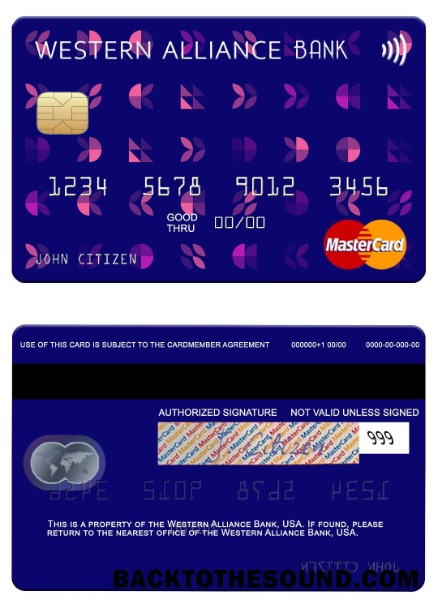 WESTERN ALLIANCE BANK
1234 5678 9012 3456
GOOD THRU 00/00
JOHN CITIZEN
MasterCard
USE OF THIS CARD IS SUBJECT TO THE CARDMEMBER AGREEMENT 000000+1 00/00 0000-00-000-00
AUTHORIZED SIGNATURE NOT VALID UNLESS SIGNED
999
THIS IS A PROPERTY OF THE WESTERN ALLIANCE BANK, USA. IF FOUND, PLEASE
RETURN TO THE NEAREST OFFICE OF THE WESTERN ALLIANCE BANK, USA.
BACKTOTHESOUND.COM